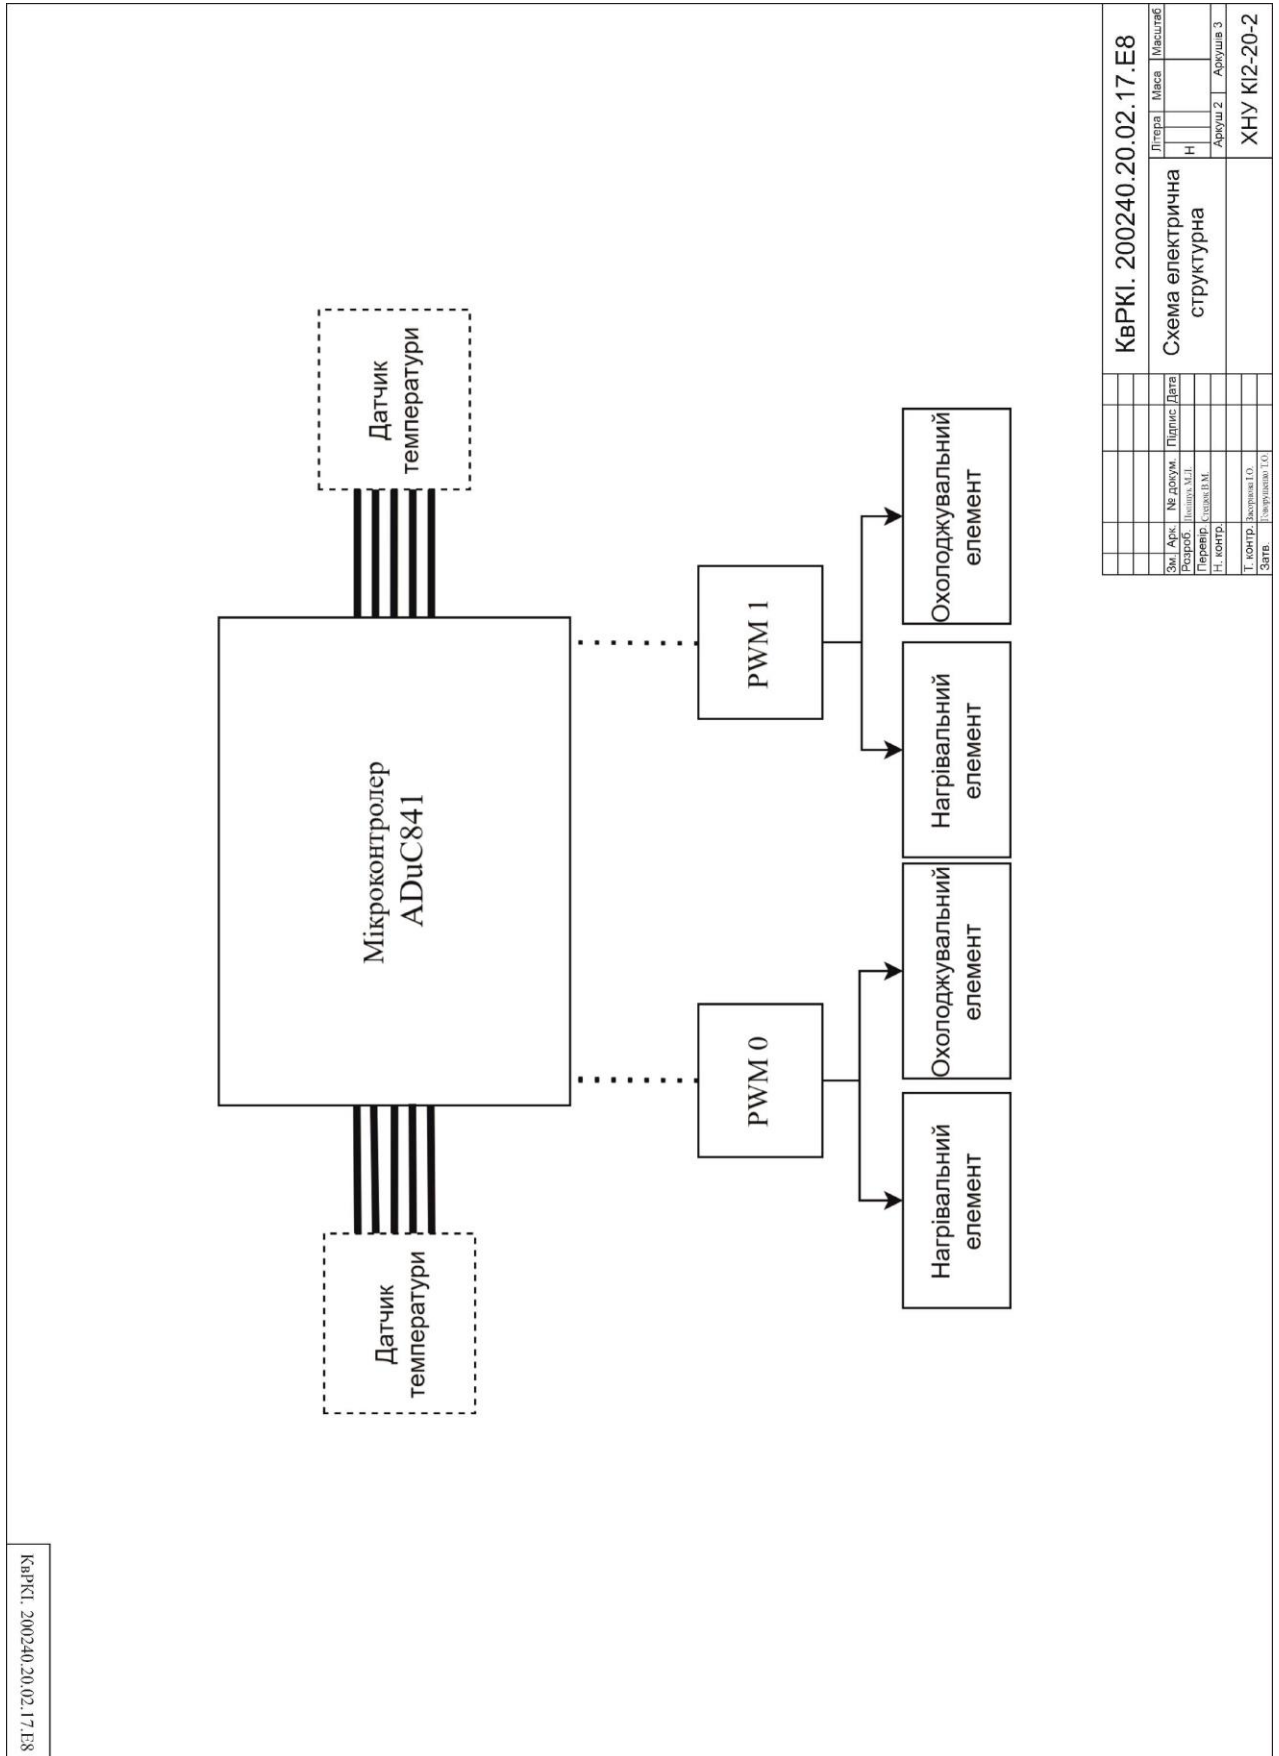 КвРКІ. 200240.20.02.17.Е8
Датчик
температури
Мікроконтролер
ADuC841
Датчик
температури
PWM 0
PWM 1
Нагрівальний
елемент
Охолоджувальний
елемент
Нагрівальний
елемент
Охолоджувальний
елемент
КвРКІ. 200240.20.02.17.Е8
Зм. Арк. № докум. Підпис Дата
Розроб.
Перевір.
Н. контр.
Т. контр.
Затв.
Схема електрична
структурна
Літера Маса Масштаб
Н
Аркуш 2 Аркушів 3
ХНУ КІ2-20-2